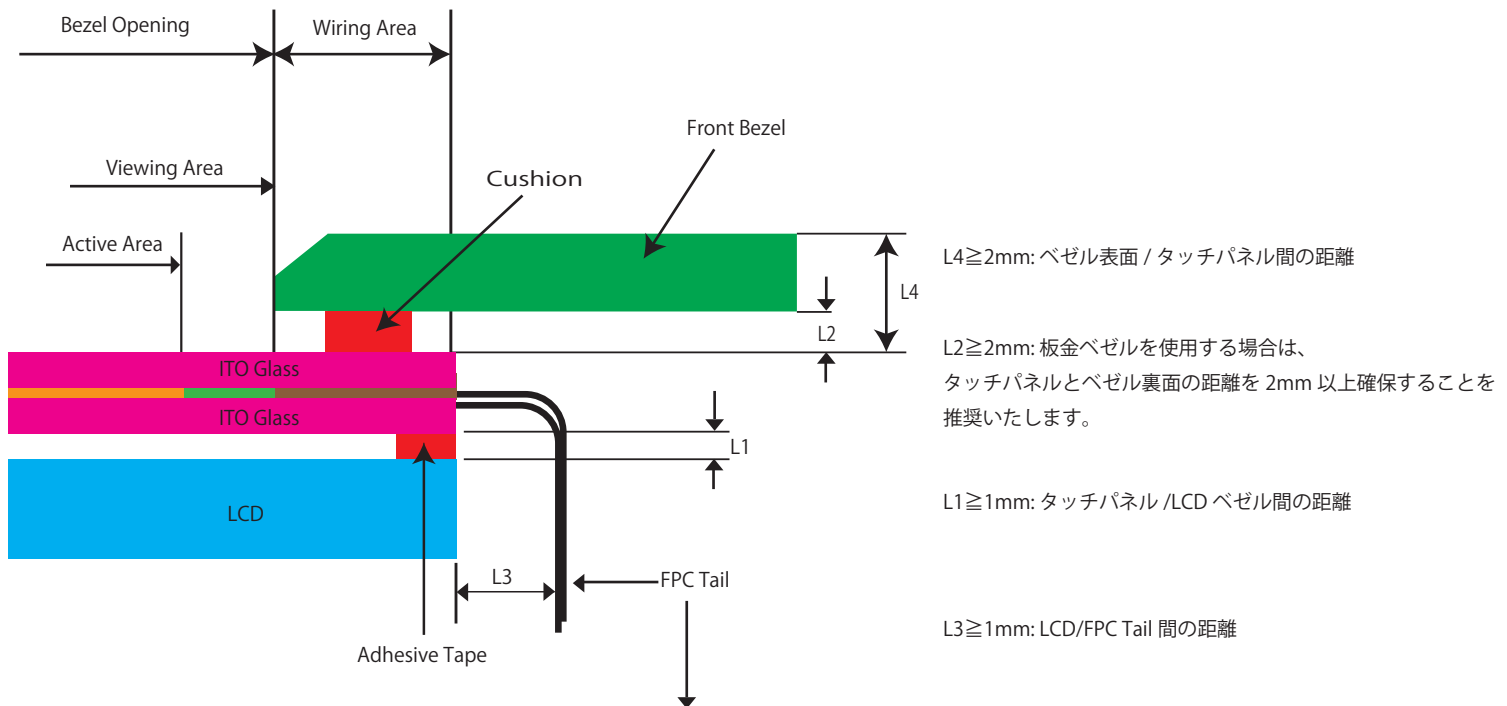 Bezel Opening
Wiring Area
Front Bezel
Viewing Area
Cushion
Active Area
L4≧2mm: ベゼル表面 / タッチパネル間の距離
L4
L2
L2≧2mm: 板金ベゼルを使用する場合は、
タッチパネルとベゼル裏面の距離を 2mm 以上確保することを
推奨いたします。
ITO Glass
ITO Glass
L1
L1≧1mm: タッチパネル /LCD ベゼル間の距離
LCD
L3
FPC Tail
L3≧1mm: LCD/FPC Tail 間の距離
Adhesive Tape